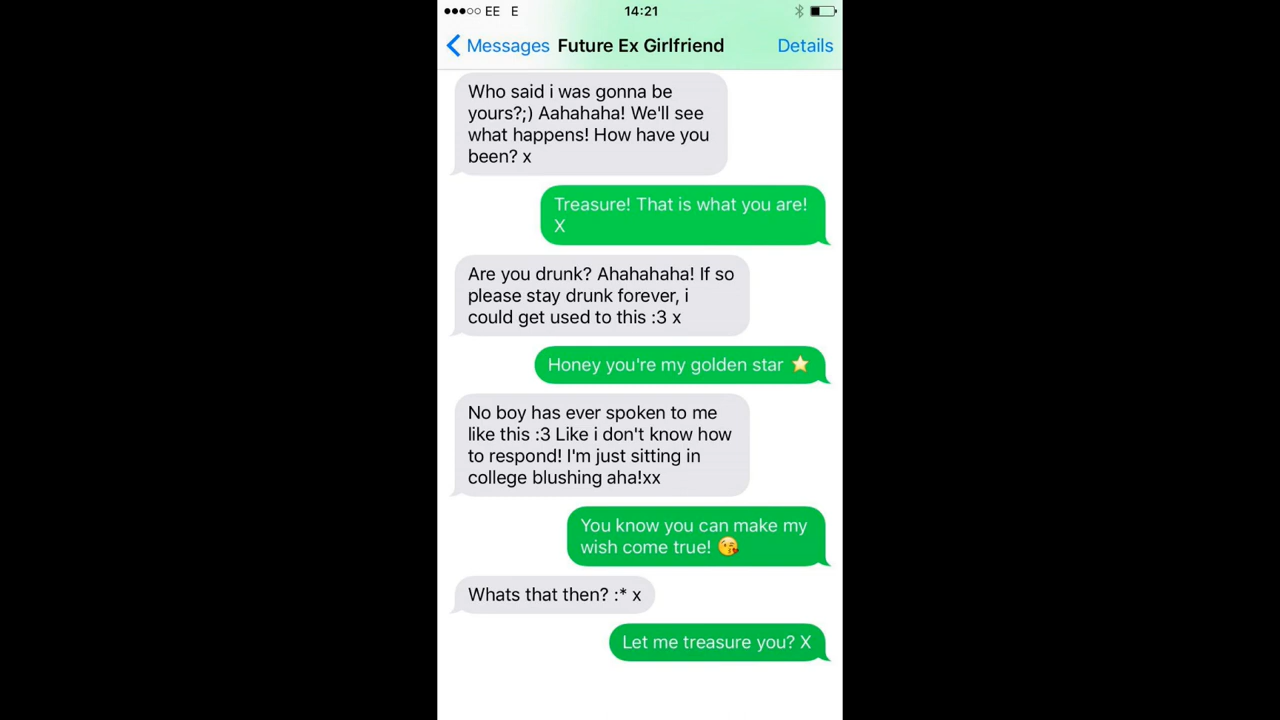 EE E 14:21
Messages Future Ex Girlfriend Details
Who said i was gonna be
yours?;) Aahahaha! We'll see
what happens! How have you
been? x
Treasure! That is what you are!
X
Are you drunk? Ahahahaha! If so
please stay drunk forever, i
could get used to this :3 x
Honey you're my golden star ⭐
No boy has ever spoken to me
like this :3 Like i don't know how
to respond! I'm just sitting in
college blushing aha!xx
You know you can make my
wish come true! 😘
Whats that then? :* x
Let me treasure you? X